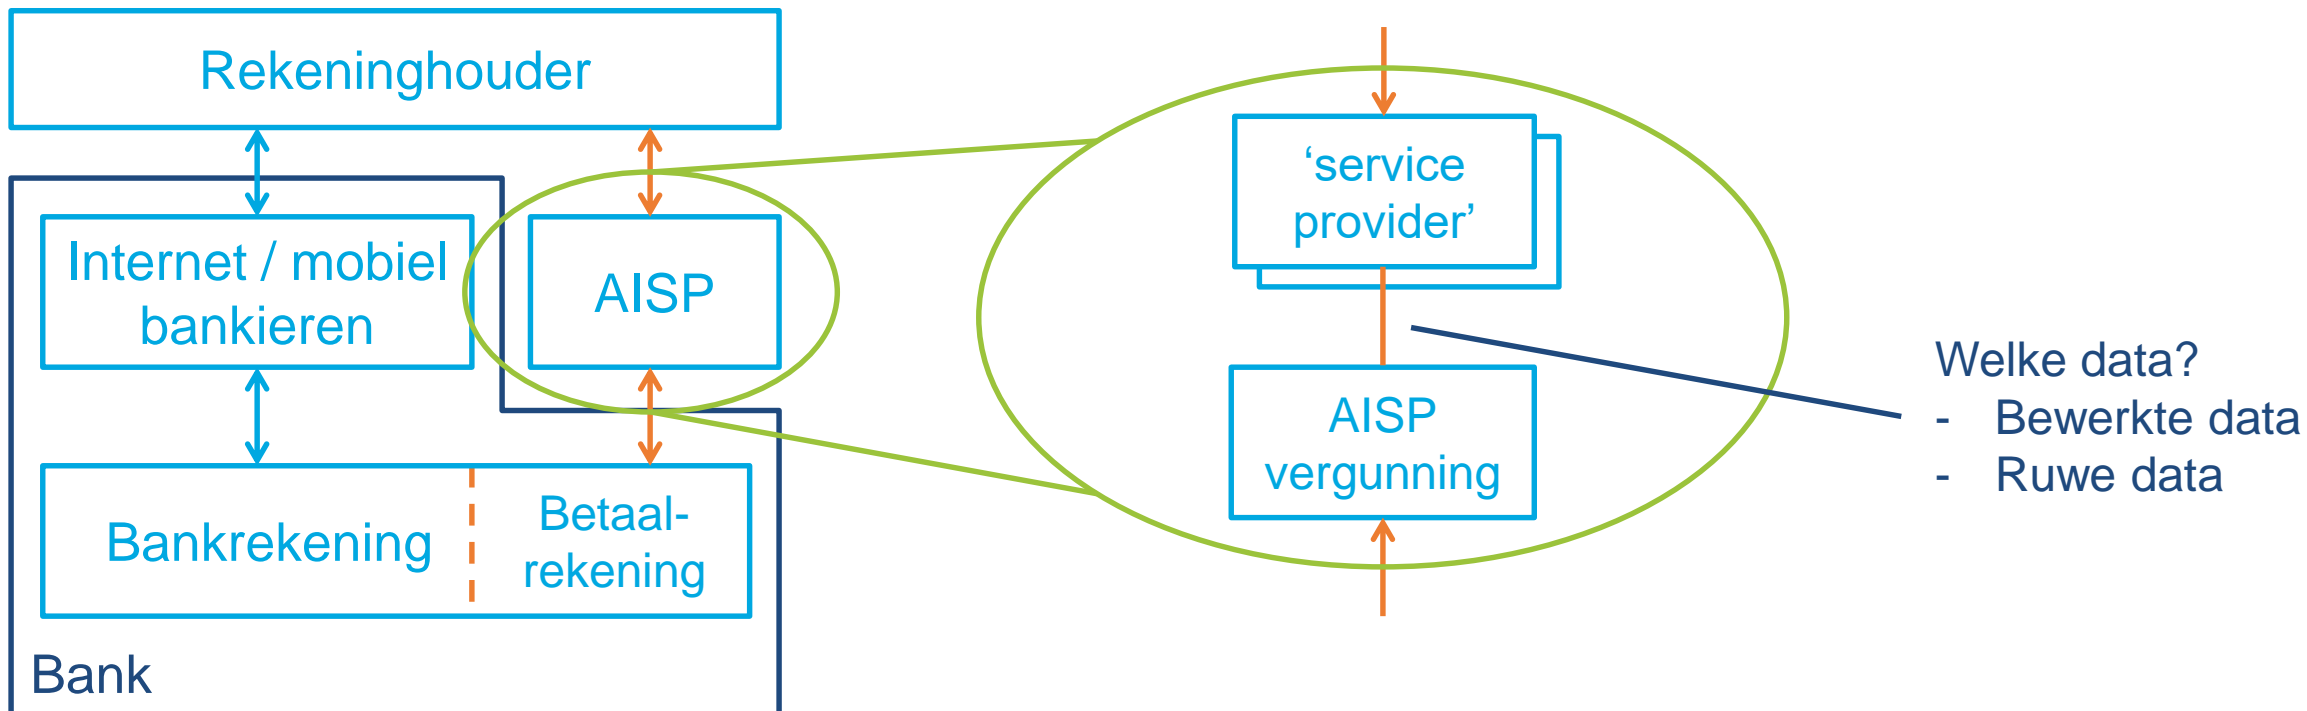 Rekeninghouder
Internet / mobiel
bankieren
AISP
Bankrekening
Betaal-
rekening
Bank
‘service
provider’
AISP
vergunning
Welke data?
- Bewerkte data
- Ruwe data